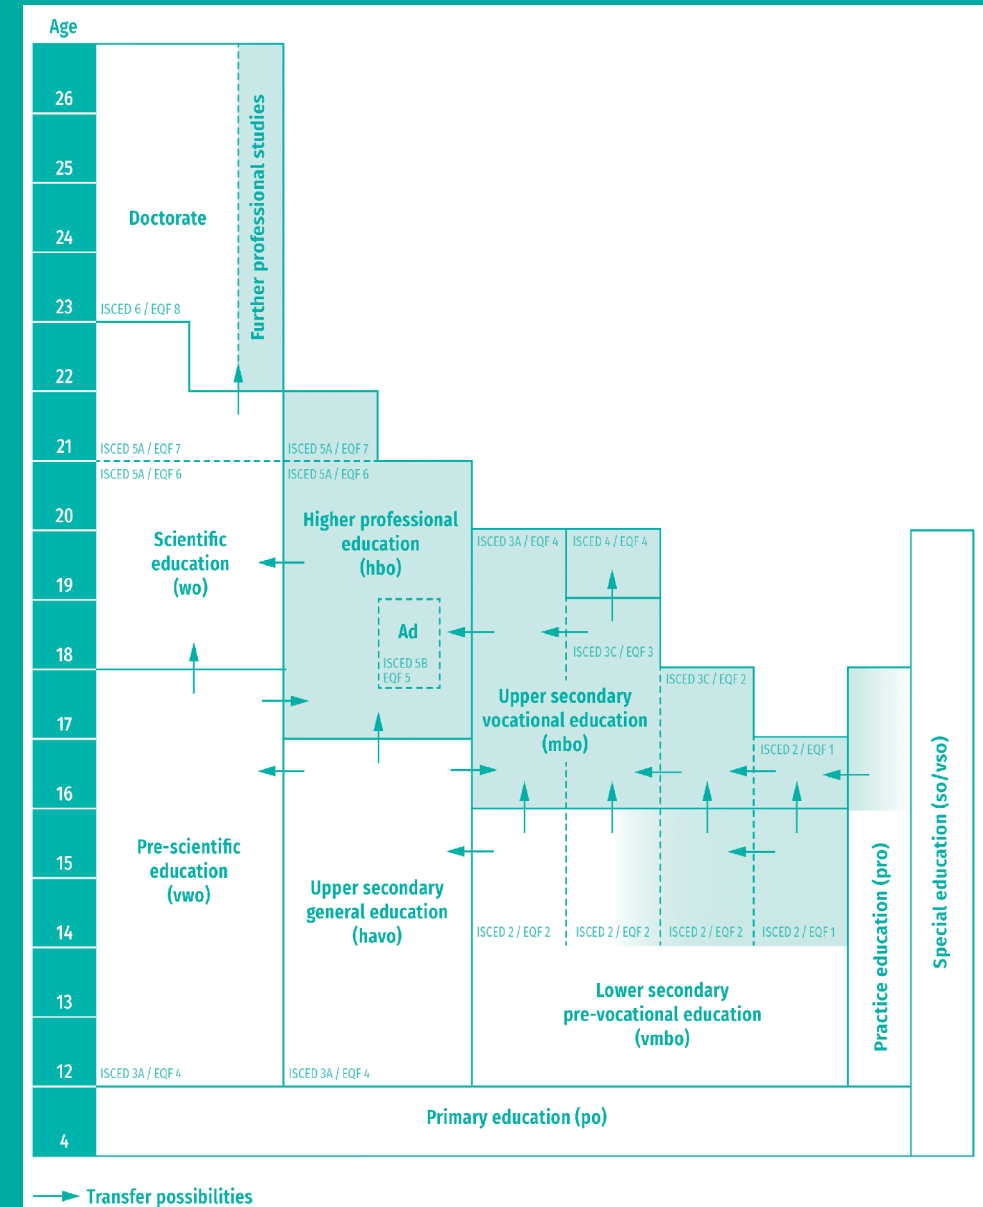 Age
26
25
24
23
22
21
20
19
18
17
16
15
14
13
12
4
Doctorate
Further professional studies
ISCED 6 / EQF 8
ISCED 5A / EQF 7
ISCED 5A / EQF 6
Scientific
education
(wo)
ISCED 5A / EQF 7
ISCED 5A / EQF 6
Higher professional
education
(hbo)
Ad
ISCED 5B
EQF 5
ISCED 3A / EQF 4
ISCED 4 / EQF 4
ISCED 3C / EQF 3
ISCED 3C / EQF 2
ISCED 2 / EQF 1
Upper secondary
vocational education
(mbo)
Pre-scientific
education
(vwo)
ISCED 3A / EQF 4
Upper secondary
general education
(havo)
ISCED 3A / EQF 4
ISCED 2 / EQF 2
ISCED 2 / EQF 2
ISCED 2 / EQF 2
ISCED 2 / EQF 1
Lower secondary
pre-vocational education
(vmbo)
Practice education (pro)
Special education (so/vso)
Primary education (po)
Transfer possibilities